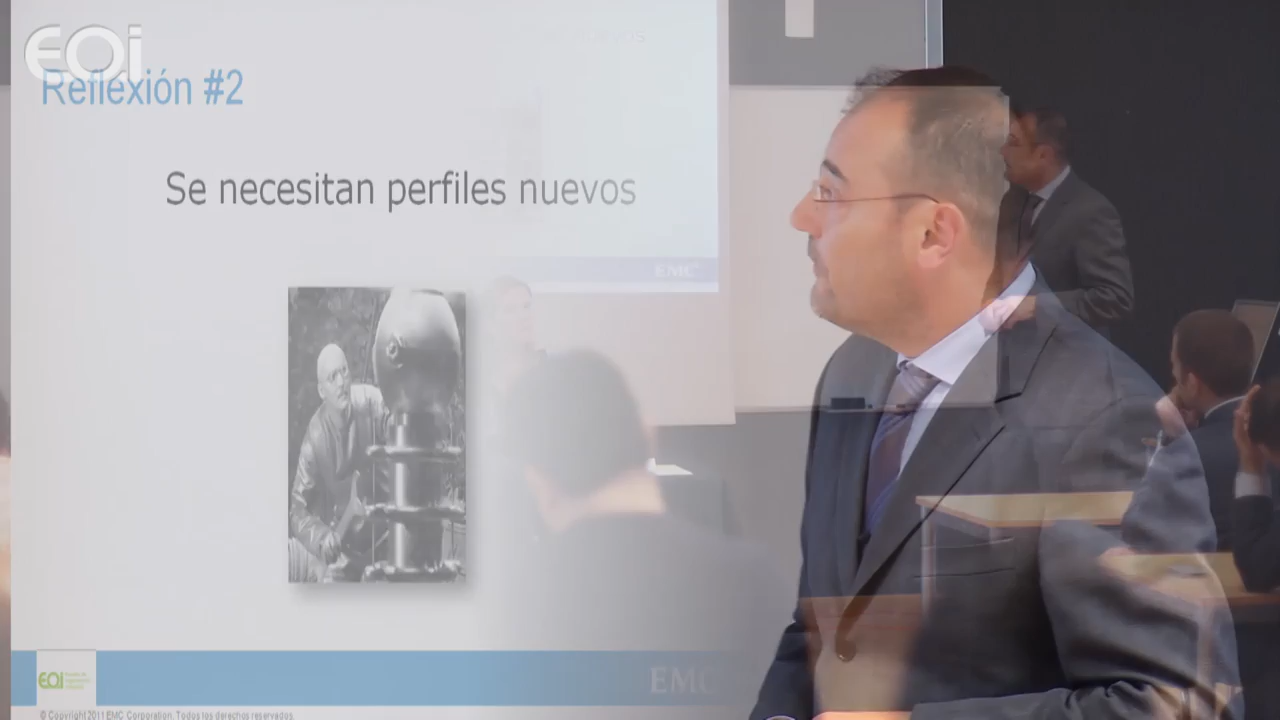 EOi
Reflexión #2
Se necesitan perfiles nuevos
EMC
EOI
EMC
© Copyright 2011 EMC Corporation. Todos los derechos reservados.